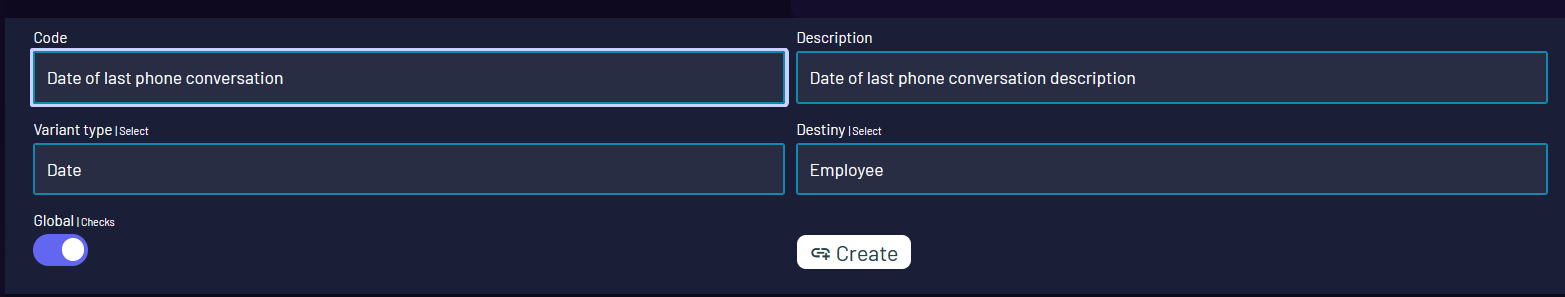 Code
Description
Date of last phone conversation
Date of last phone conversation description
Variant type | Select
Destiny | Select
Date
Employee
Global | Checks
Create